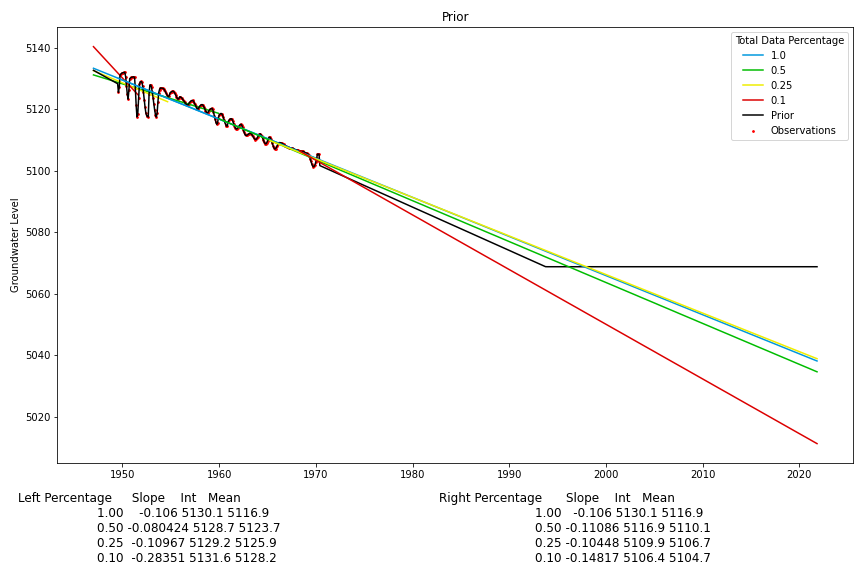 Prior
Total Data Percentage
1.0
0.5
0.25
0.1
Prior
Observations
Groundwater Level
5140
5120
5100
5080
5060
5040
5020
1950 1960 1970 1980 1990 2000 2010 2020
Left Percentage Slope Int Mean
1.00 -0.106 5130.1 5116.9
0.50 -0.080424 5128.7 5123.7
0.25 -0.10967 5129.2 5125.9
0.10 -0.28351 5131.6 5128.2
Right Percentage Slope Int Mean
1.00 -0.106 5130.1 5116.9
0.50 -0.11086 5116.9 5110.1
0.25 -0.10448 5109.9 5106.7
0.10 -0.14817 5106.4 5104.7